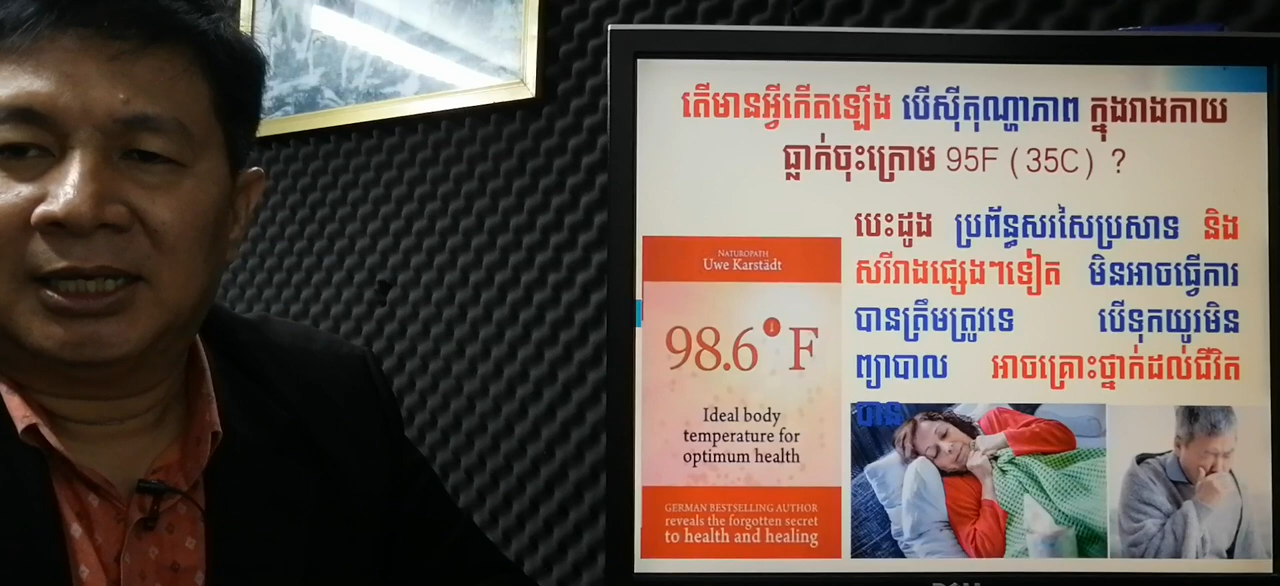 តើមានអ្វីកើតឡើង បើស៊ីតុណ្ហាភាព ក្នុងរាងកាយ
ធ្លាក់ចុះក្រោម 95F ( 35C ) ?
បេះដូង ប្រព័ន្ធសរសៃប្រសាទ និង
សរីរាងផ្សេងៗទៀត មិនអាចធ្វើការ
បានត្រឹមត្រូវទេ បើទុកយូរមិន
ព្យាបាល អាចគ្រោះថ្នាក់ដល់ជីវិត
បាន
NATUROPATH
Uwe Karstädt
98.6° F
Ideal body
temperature for
optimum health
GERMAN BESTSELLING AUTHOR
reveals the forgotten secret
to health and healing